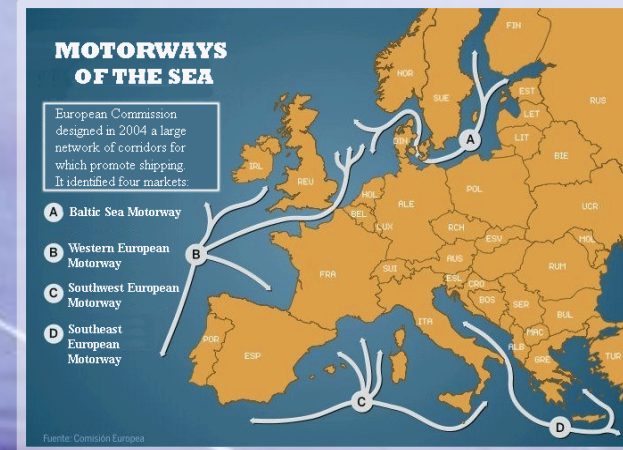 MOTORWAYS
OF THE SEA
European Commission
designed in 2004 a large
network of corridors for
which promote shipping.
It identified four markets:
A Baltic Sea Motorway
B Western European
Motorway
C Southwest European
Motorway
D Southeast
European
Motorway
Fuente: Comisión Europea
FIN
NOR
SUE
EST
RUS
LET
LIT
DIN
A
BIE
IRL
REU
HOL
POL
ALE
BEL
UCR
LUX
RCH
ESV
MOL
B
AUS
FRA
SUI
RUM
ESL
CRO
BOS
SER
ITA
BUL
POR
MAC
ALB
ESP
GRE
TUR
C
D